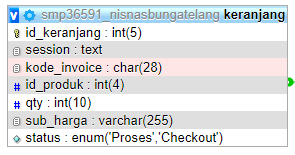 v smp36591_nisnasbungatelang keranjang
id_keranjang : int(5)
session : text
kode_invoice : char(28)
# id_produk : int(4)
# qty : int(10)
sub_harga : varchar(255)
status : enum('Proses','Checkout')